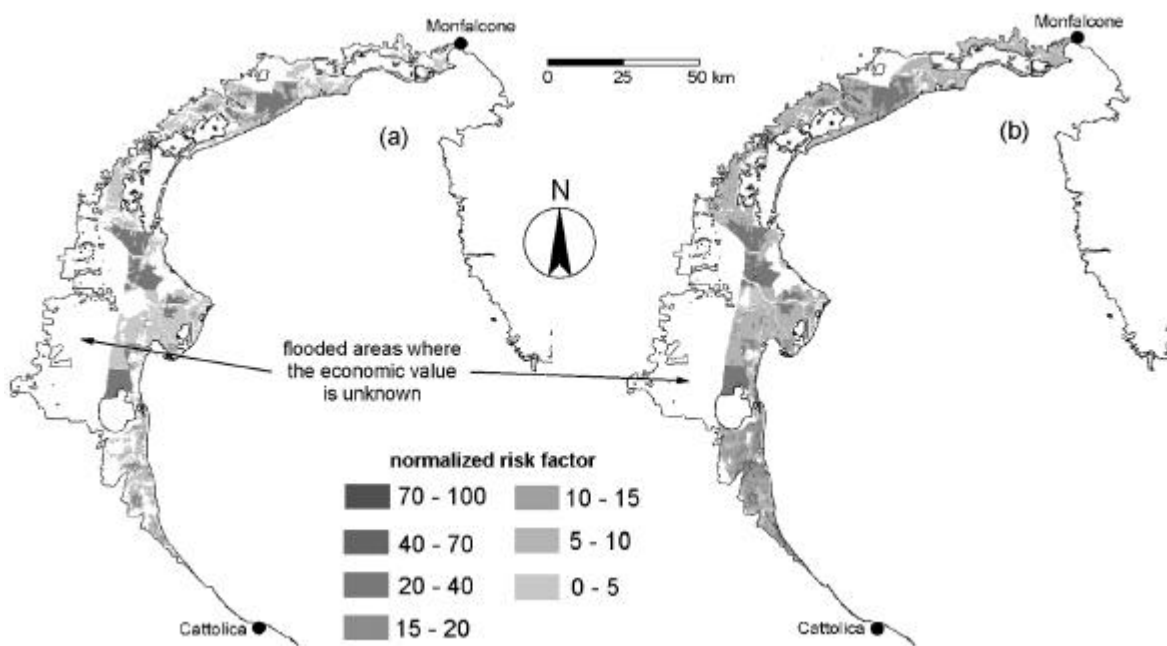 Monfalcone
Monfalcone
0 25 50 km
(a)
(b)
N
flooded areas where
the economic value
is unknown
normalized risk factor
70 - 100
10 - 15
40 - 70
5 - 10
20 - 40
0 - 5
15 - 20
Cattolica
Cattolica